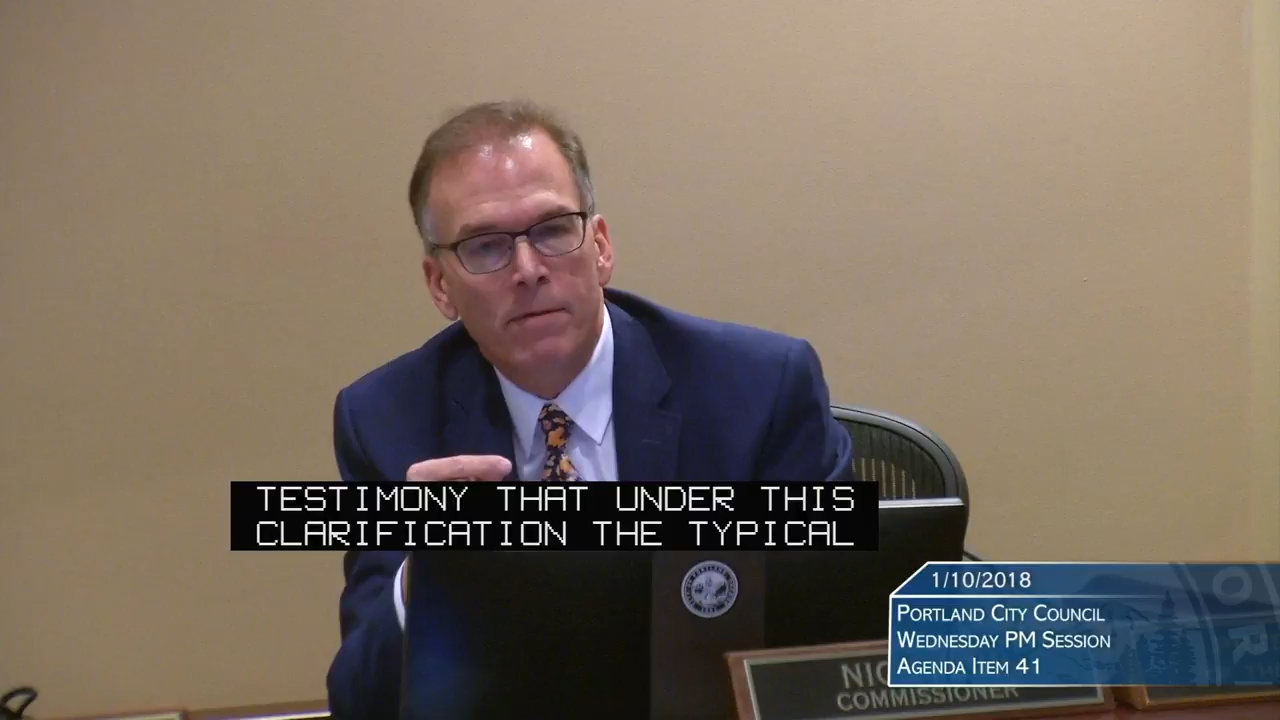 TESTIMONY THAT UNDER THIS
CLARIFICATION THE TYPICAL
1/10/2018
PORTLAND CITY COUNCIL
WEDNESDAY PM SESSION
AGENDA ITEM 41
COMMISSIONER